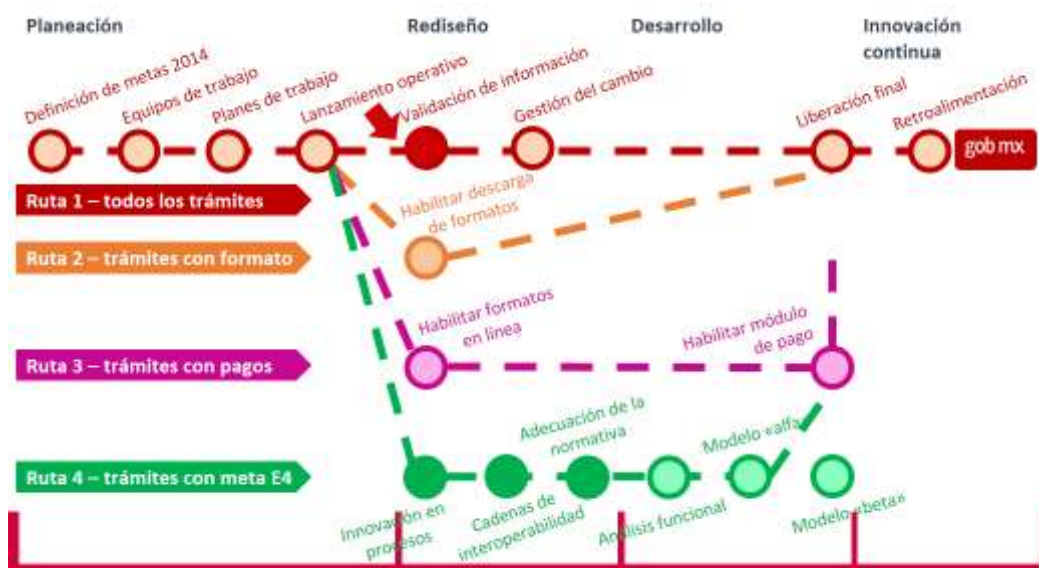 Planeación
Rediseño
Desarrollo
Innovación
continua
Definición de metas 2014
Equipos de trabajo
Planes de trabajo
Lanzamiento operativo
Validación de información
Gestión del cambio
Liberación final
Retroalimentación
gob mx
Ruta 1 – todos los trámites
Habilitar descarga
de formatos
Ruta 2 – trámites con formato
Habilitar formatos
en línea
Habilitar módulo
de pago
Ruta 3 – trámites con pagos
Adecuación de la
normativa
Modelo «alfa»
Ruta 4 – trámites con meta E4
Innovación en
procesos
Cadenas de
interoperabilidad
Análisis funcional
Modelo «beta»